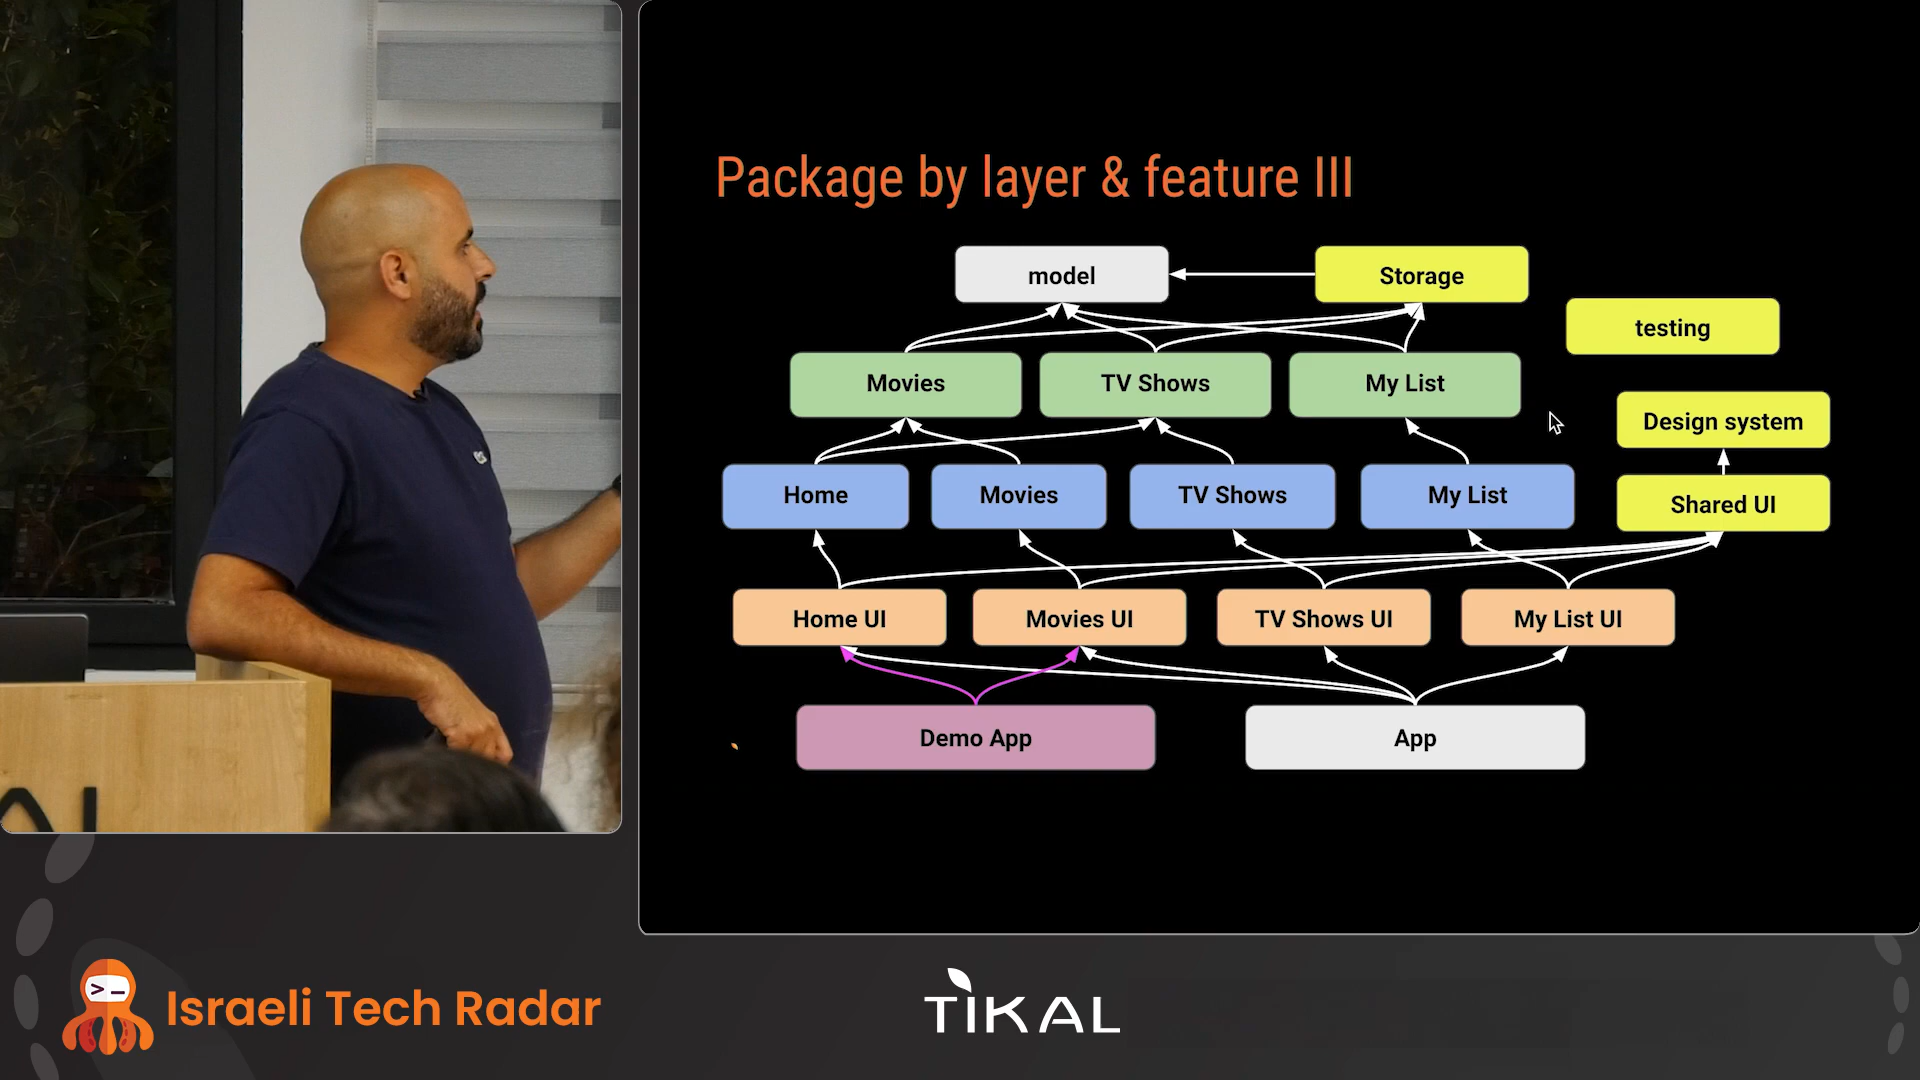 Package by layer & feature III
model
Storage
testing
Movies
TV Shows
My List
Design system
Home
Movies
TV Shows
My List
Shared UI
Home UI
Movies UI
TV Shows UI
My List UI
Demo App
App
>_
Israeli Tech Radar
TIKAL